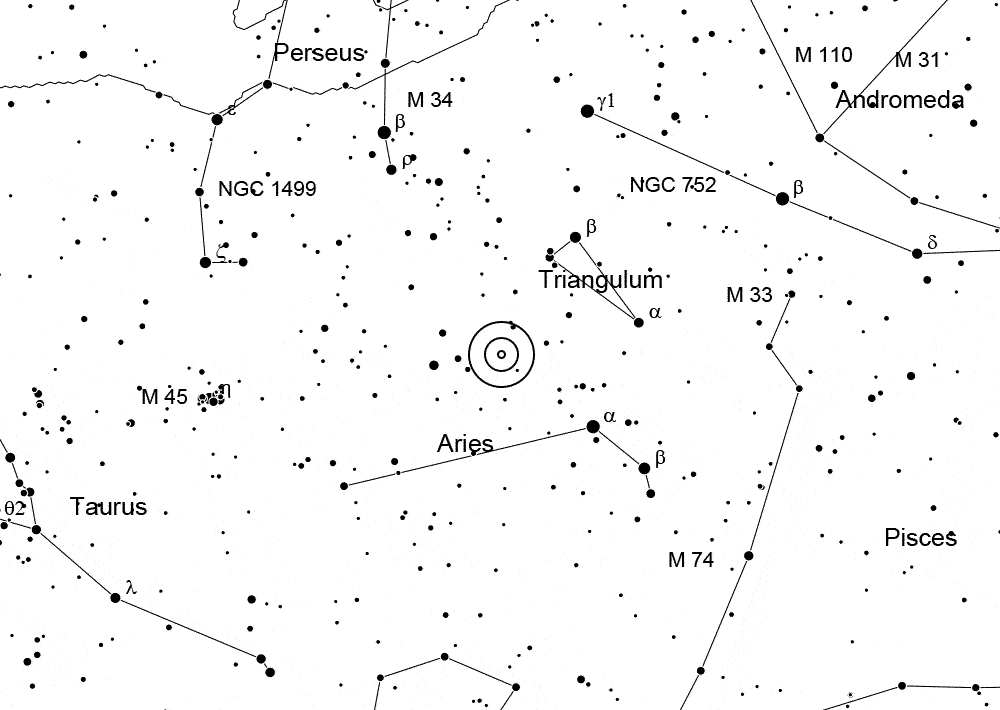 Perseus
M 110
M 31
M 34
Andromeda
γ1
ε
β
ρ
NGC 1499
NGC 752
β
β
ζ
δ
Triangulum
M 33
α
M 45
η
α
Aries
β
θ2
Taurus
Pisces
M 74
λ